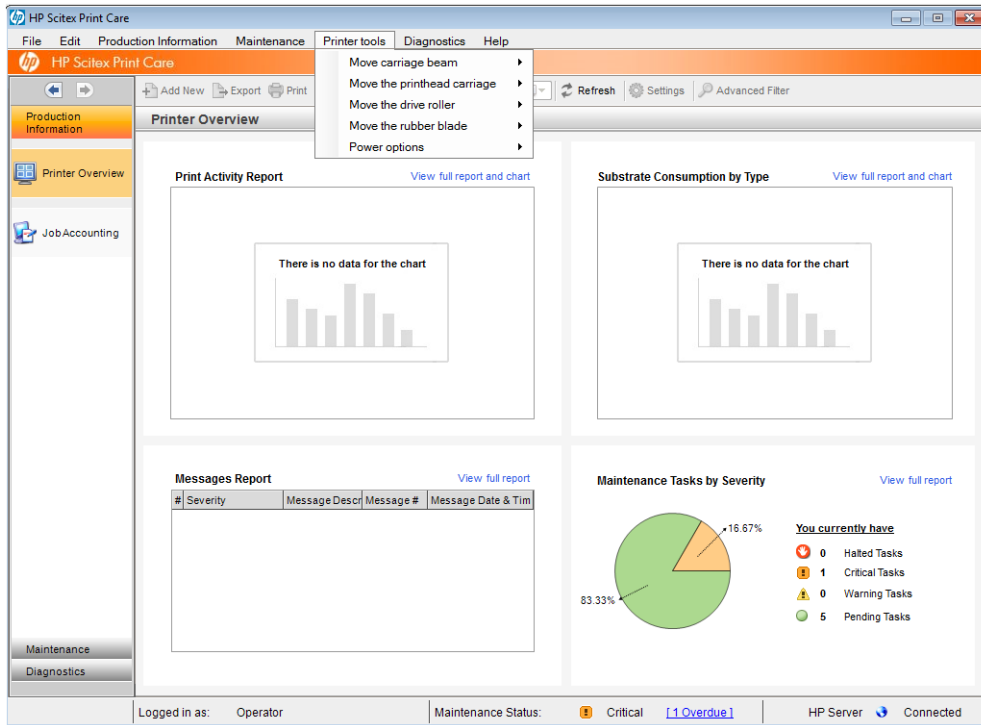 HP Scitex Print Care
File Edit Production Information Maintenance Printer tools Diagnostics Help
hp HP Scitex Print Care
Move carriage beam
Move the printhead carriage
Move the drive roller
Move the rubber blade
Power options
Add New Export Print Refresh Settings Advanced Filter
Production
Information
Printer Overview
Job Accounting
Maintenance
Diagnostics
Printer Overview
Print Activity Report View full report and chart
There is no data for the chart
Substrate Consumption by Type View full report and chart
There is no data for the chart
Messages Report View full report
# Severity Message Descr Message # Message Date & Tim
Maintenance Tasks by Severity View full report
16.67%
83.33%
You currently have
0 Halted Tasks
1 Critical Tasks
0 Warning Tasks
5 Pending Tasks
Logged in as: Operator Maintenance Status: Critical [1 Overdue] HP Server Connected